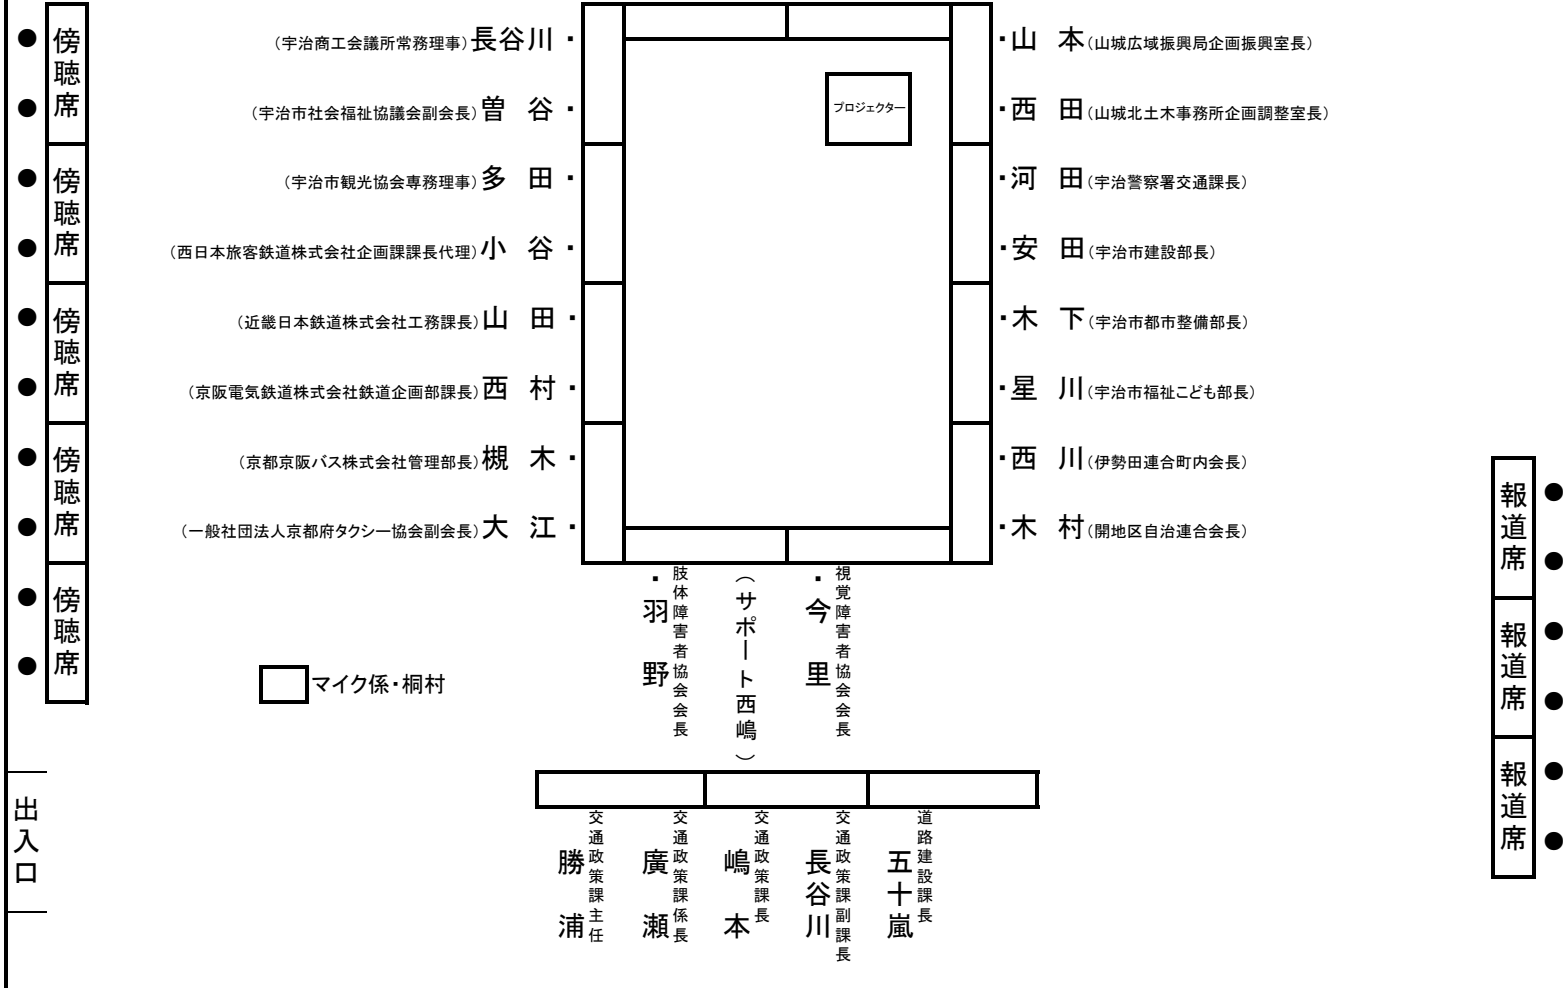 傍聴席
傍聴席
傍聴席
傍聴席
傍聴席
出入口
(宇治商工会議所常務理事)長谷川・
(宇治市社会福祉協議会副会長)曽　谷・
(宇治市観光協会専務理事)多　田・
(西日本旅客鉄道株式会社企画課課長代理)小　谷・
(近畿日本鉄道株式会社工務課長)山　田・
(京阪電気鉄道株式会社鉄道企画部課長)西　村・
(京都京阪バス株式会社管理部長)槻　木・
(一般社団法人京都府タクシー協会副会長)大　江・
プロジェクター
・山　本(山城広域振興局企画振興室長)
・西　田(山城北土木事務所企画調整室長)
・河　田(宇治警察署交通課長)
・安　田(宇治市建設部長)
・木　下(宇治市都市整備部長)
・星　川(宇治市福祉こども部長)
・西　川(伊勢田連合町内会長)
・木　村(開地区自治連合会長)
肢体障害者協会会長
・羽　野
(サポート西嶋)
視覚障害者協会会長
・今　里
マイク係・桐村
交通政策課主任
勝　浦
交通政策課係長
廣　瀬
交通政策課長
嶋　本
交通政策課副課長
長谷川
道路建設課長
五十嵐
報道席
報道席
報道席